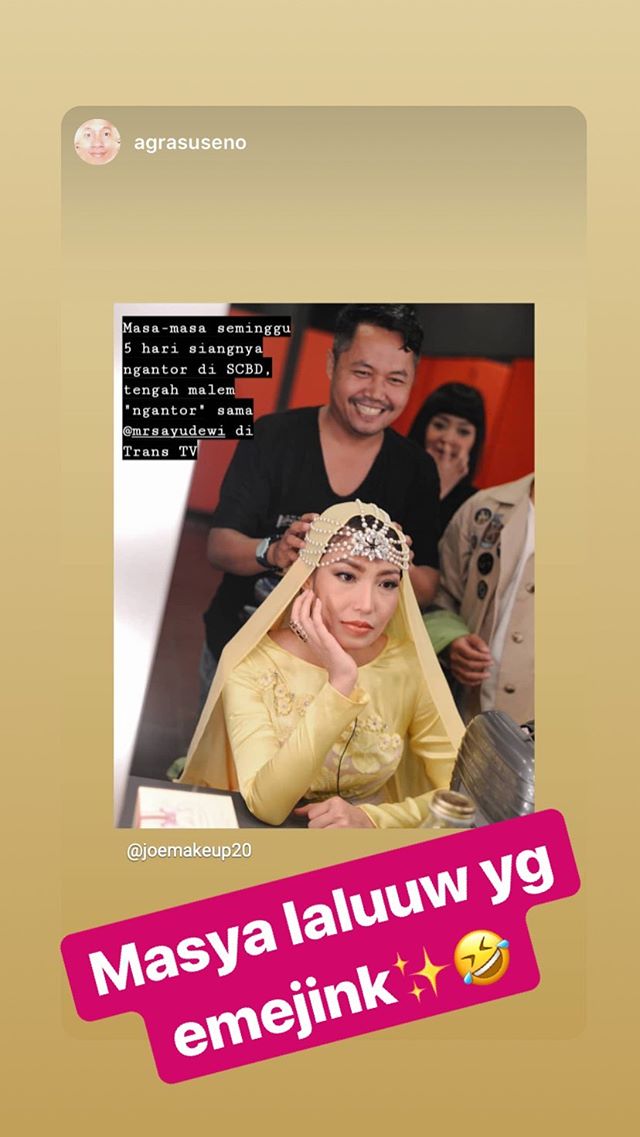 agrasuseno
Masa-masa seminggu
5 hari siangnya
ngantor di SCBD,
tengah malem
"ngantor" sama
@mrsayudewi di
Trans TV
@joemakeup20
Masya laluuw yg
emejink✨🤣